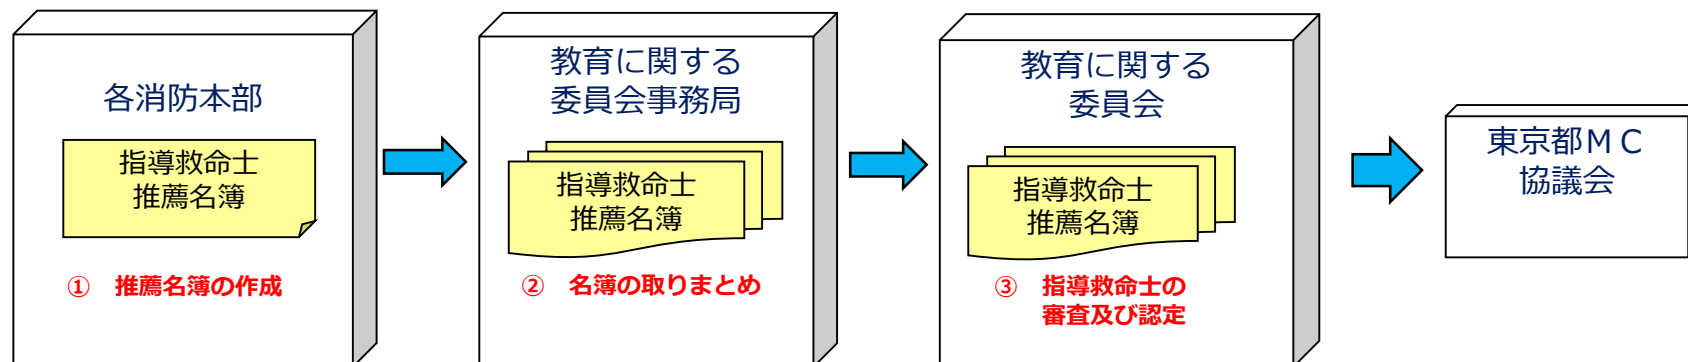 各消防本部
指導救命士
推薦名簿
① 推薦名簿の作成
教育に関する
委員会事務局
指導救命士
推薦名簿
② 名簿の取りまとめ
教育に関する
委員会
指導救命士
推薦名簿
③ 指導救命士の
審査及び認定
東京都MC
協議会